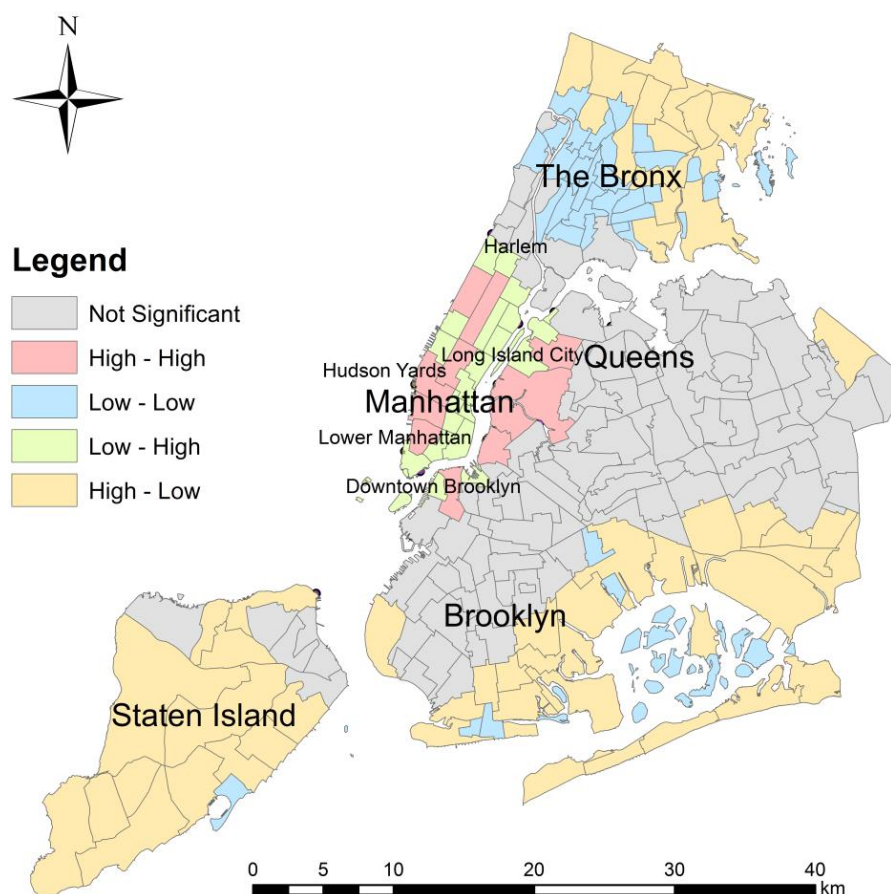 N
The Bronx
Harlem
Legend
Not Significant
High - High
Low - Low
Low - High
High - Low
Long Island City
Queens
Hudson Yards
Manhattan
Lower Manhattan
Downtown Brooklyn
Brooklyn
Staten Island
0 5 10 20 30 40
km